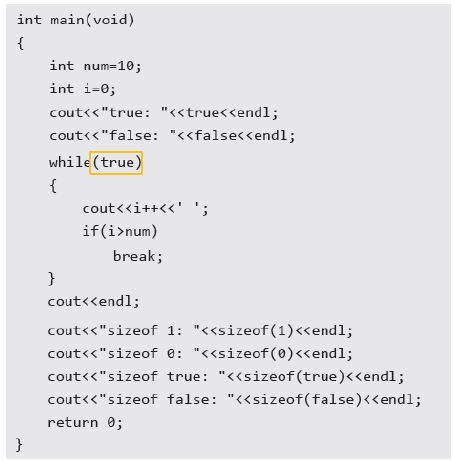 int main(void)
{
    int num=10;
    int i=0;
    cout<<"true: "<<true<<endl;
    cout<<"false: "<<false<<endl;
    while(true)
    {
        cout<<i++<<' ';
        if(i>num)
            break;
    }
    cout<<endl;
    cout<<"sizeof 1: "<<sizeof(1)<<endl;
    cout<<"sizeof 0: "<<sizeof(0)<<endl;
    cout<<"sizeof true: "<<sizeof(true)<<endl;
    cout<<"sizeof false: "<<sizeof(false)<<endl;
    return 0;
}